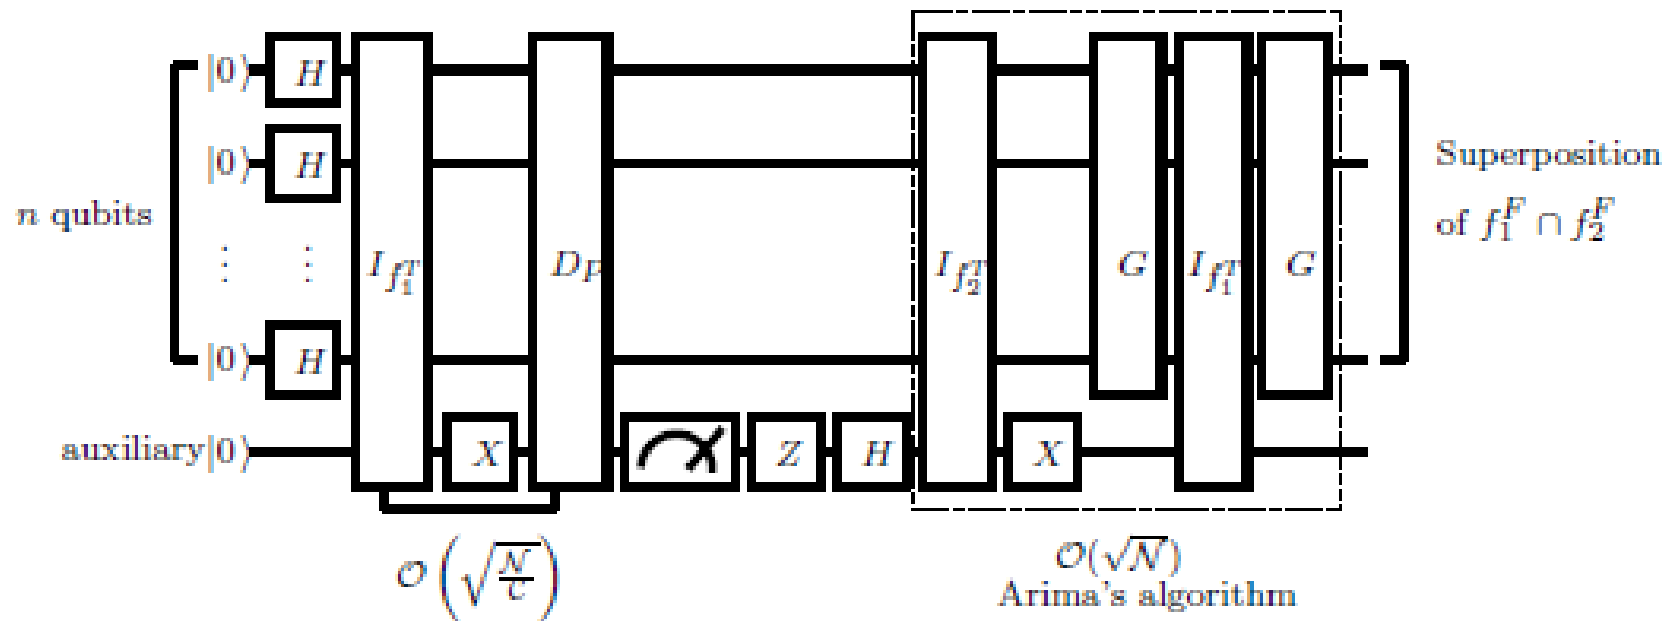 |0⟩ H
|0⟩ H
n qubits
⋮ ⋮
|0⟩ H
auxiliary|0⟩
I_{f_1^T}
X
D_P
Z
H
I_{f_2^T}
X
G
I_{f_1^T}
G
Superposition
of f_1^F ∩ f_2^F
𝒪(√(N/C))
𝒪(√N)
Arima's algorithm